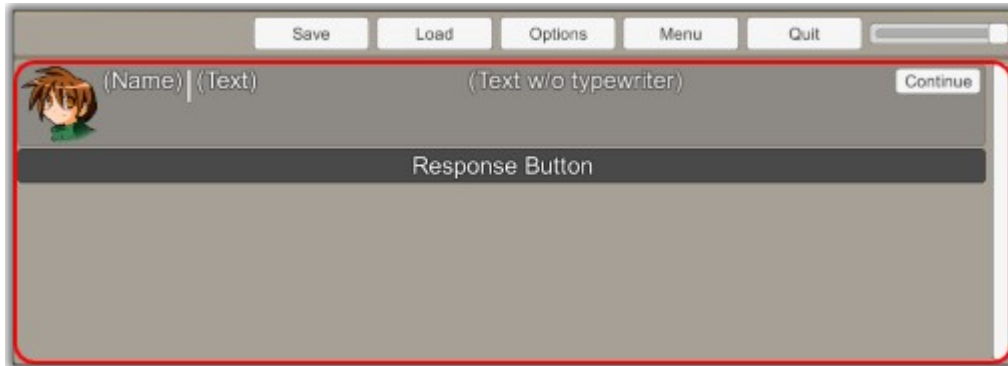 Save Load Options Menu Quit
(Name) (Text) (Text w/o typewriter) Continue
Response Button